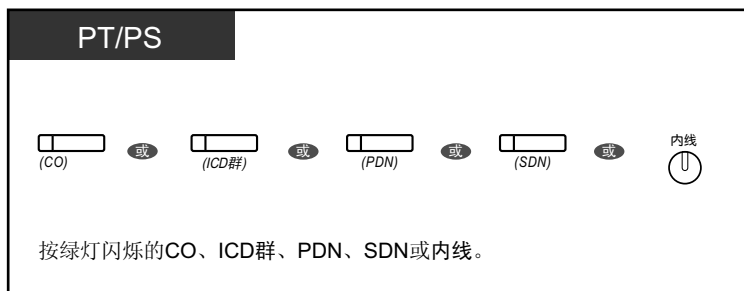 PT/PS
内线
(CO) 或 (ICD群) 或 (PDN) 或 (SDN) 或
按绿灯闪烁的CO、ICD群、PDN、SDN或内线。